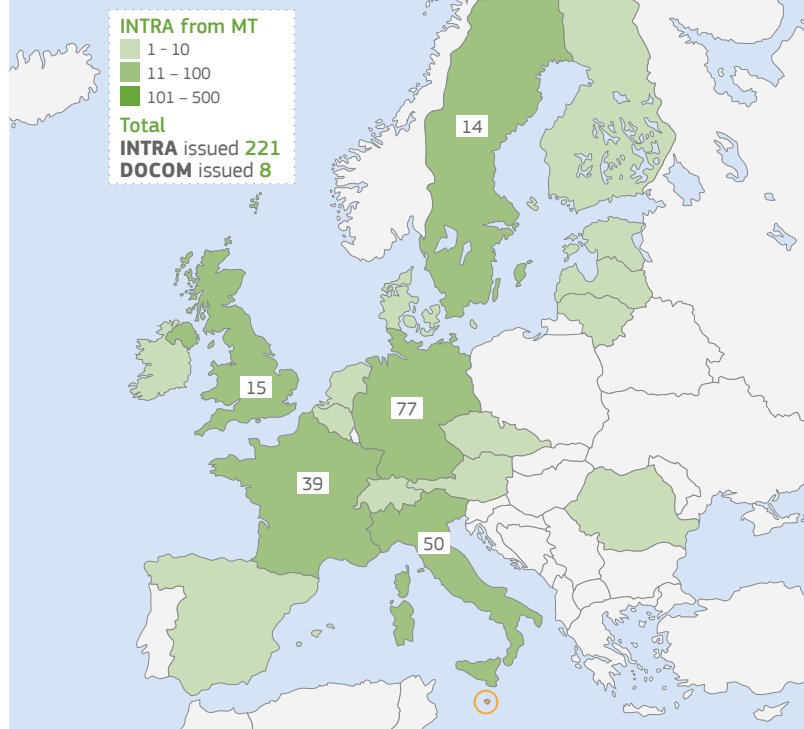 INTRA from MT
1 - 10
11 – 100
101 – 500
Total
INTRA issued 221
DOCOM issued 8
14
15
77
39
50